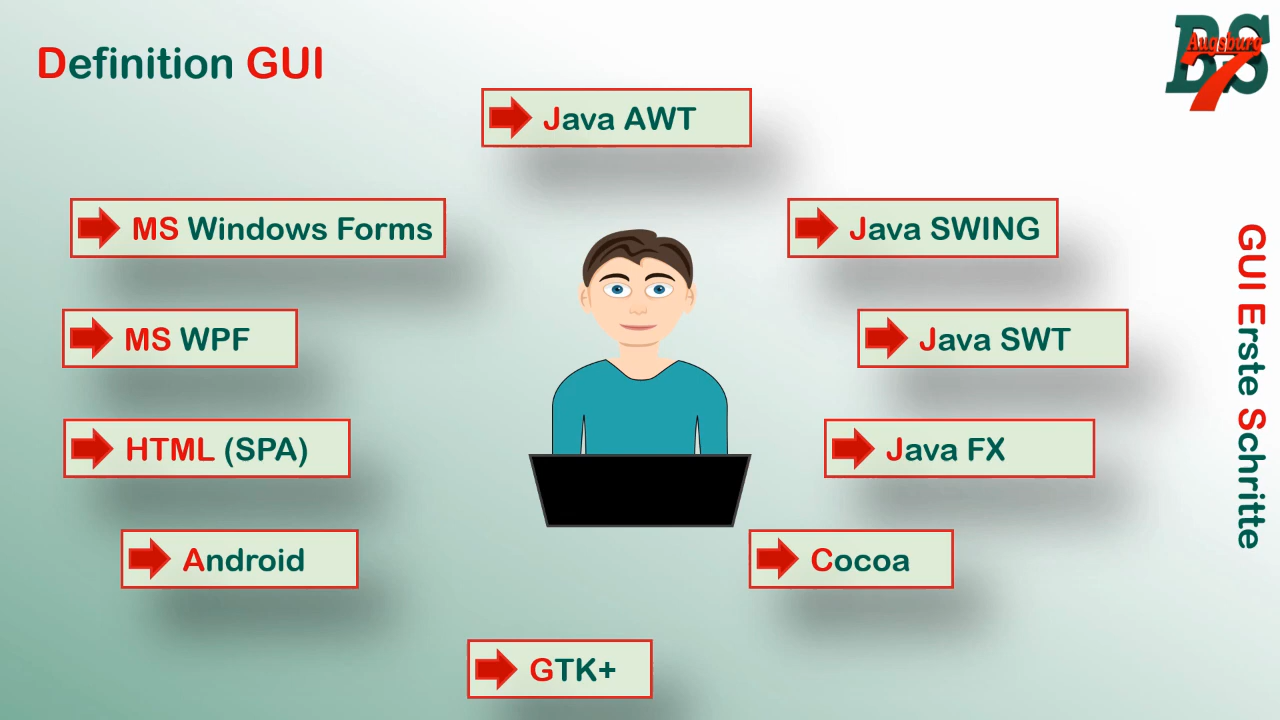 Definition GUI
BS
Augsburg
7
Java AWT
MS Windows Forms
Java SWING
MS WPF
Java SWT
HTML (SPA)
Java FX
Android
Cocoa
GTK+
GUI Erste Schritte